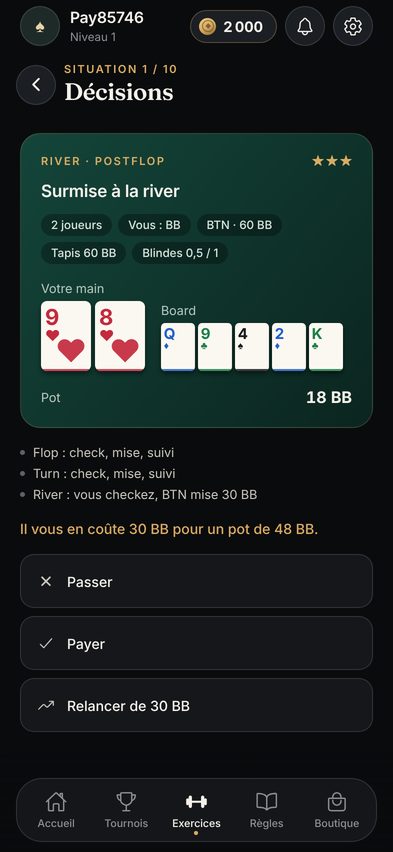 Pay85746
Niveau 1
2 000
SITUATION 1 / 10
Décisions
RIVER · POSTFLOP
Surmise à la river
2 joueurs
Vous : BB
BTN · 60 BB
Tapis 60 BB
Blindes 0,5 / 1
Votre main
Board
9 8
Q 9 4 2 K
Pot
18 BB
Flop : check, mise, suivi
Turn : check, mise, suivi
River : vous checkez, BTN mise 30 BB
Il vous en coûte 30 BB pour un pot de 48 BB.
Passer
Payer
Relancer de 30 BB
Accueil
Tournois
Exercices
Règles
Boutique